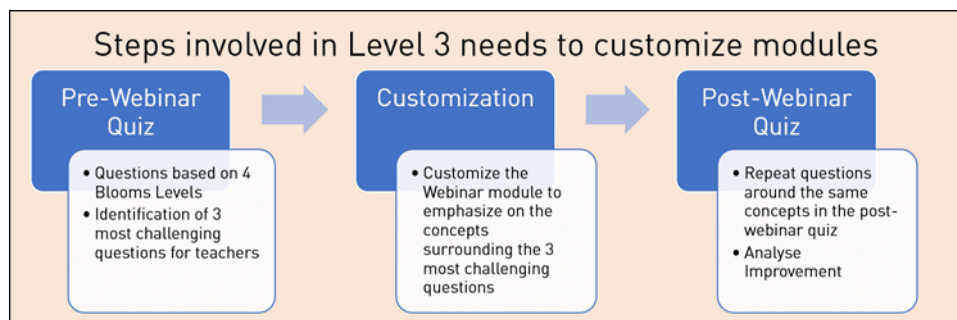 Steps involved in Level 3 needs to customize modules
Pre-Webinar
Quiz
• Questions based on 4
Blooms Levels
• Identification of 3
most challenging
questions for teachers
Customization
• Customize the
Webinar module to
emphasize on the
concepts
surrounding the 3
most challenging
questions
Post-Webinar
Quiz
• Repeat questions
around the same
concepts in the post-
webinar quiz
• Analyse
Improvement